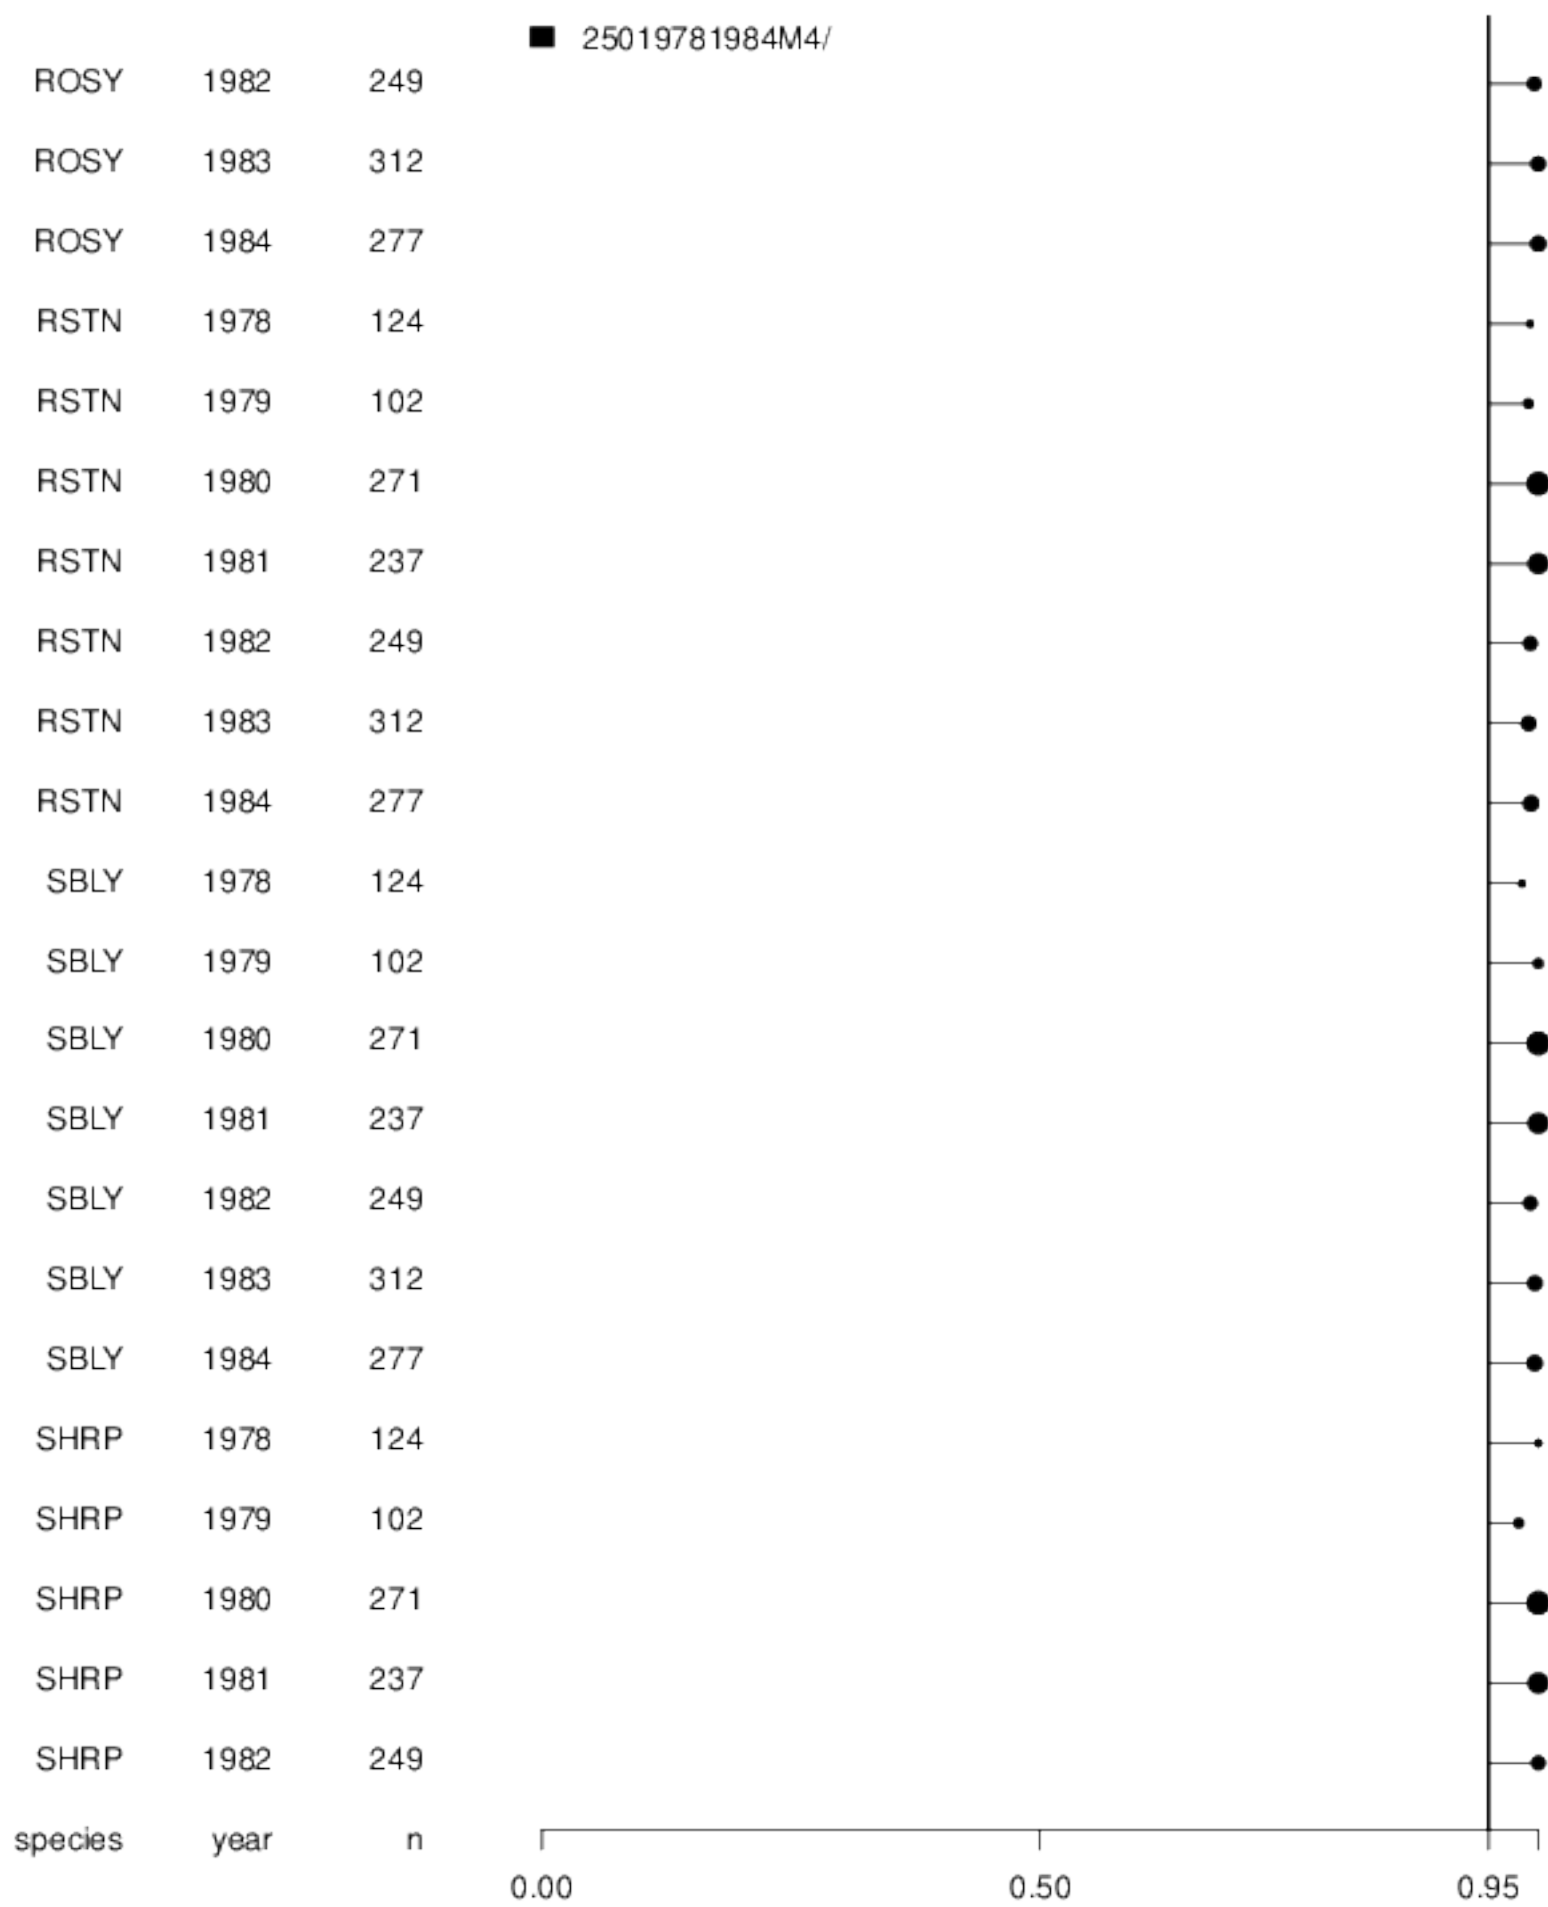 25019781984M4/
ROSY 1982 249
ROSY 1983 312
ROSY 1984 277
RSTN 1978 124
RSTN 1979 102
RSTN 1980 271
RSTN 1981 237
RSTN 1982 249
RSTN 1983 312
RSTN 1984 277
SBLY 1978 124
SBLY 1979 102
SBLY 1980 271
SBLY 1981 237
SBLY 1982 249
SBLY 1983 312
SBLY 1984 277
SHRP 1978 124
SHRP 1979 102
SHRP 1980 271
SHRP 1981 237
SHRP 1982 249
species year n
0.00 0.50 0.95